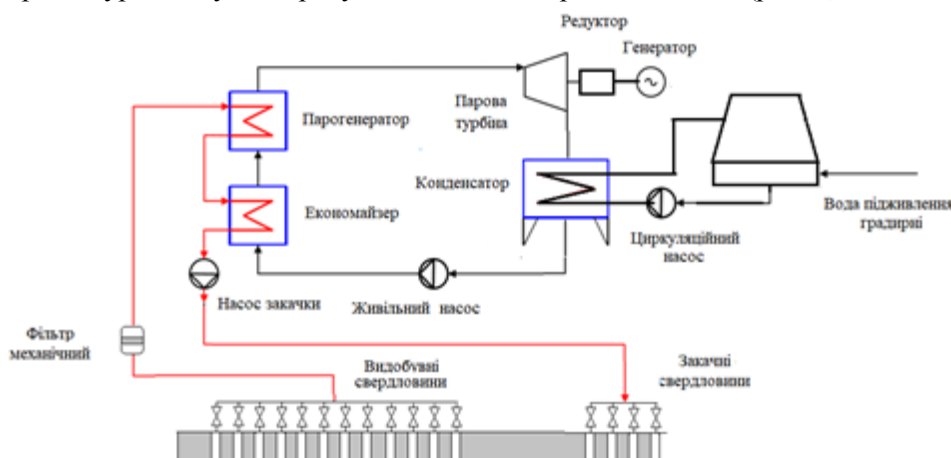 Редуктор
Генератор
Парогенератор
Парова
турбіна
Конденсатор
Економайзер
Вода підживлення
градирні
Циркуляційний
насос
Насос закачки
Живільний насос
Фільтр
механічний
Видобувні
свердловини
Закачні
свердловини